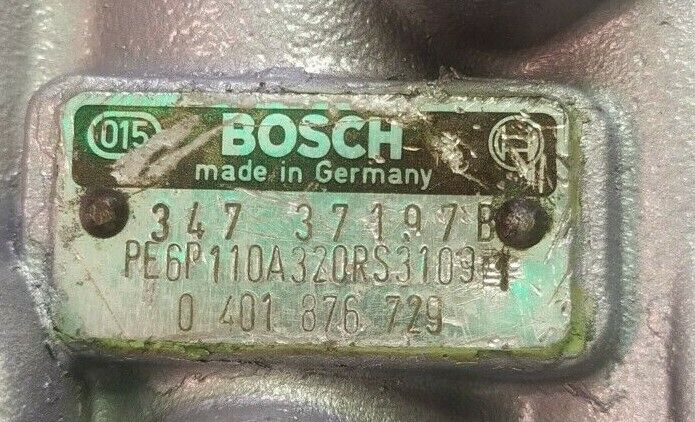 015 BOSCH
made in Germany
347 37197B
PE6P110A320RS3109
0 401 876 729